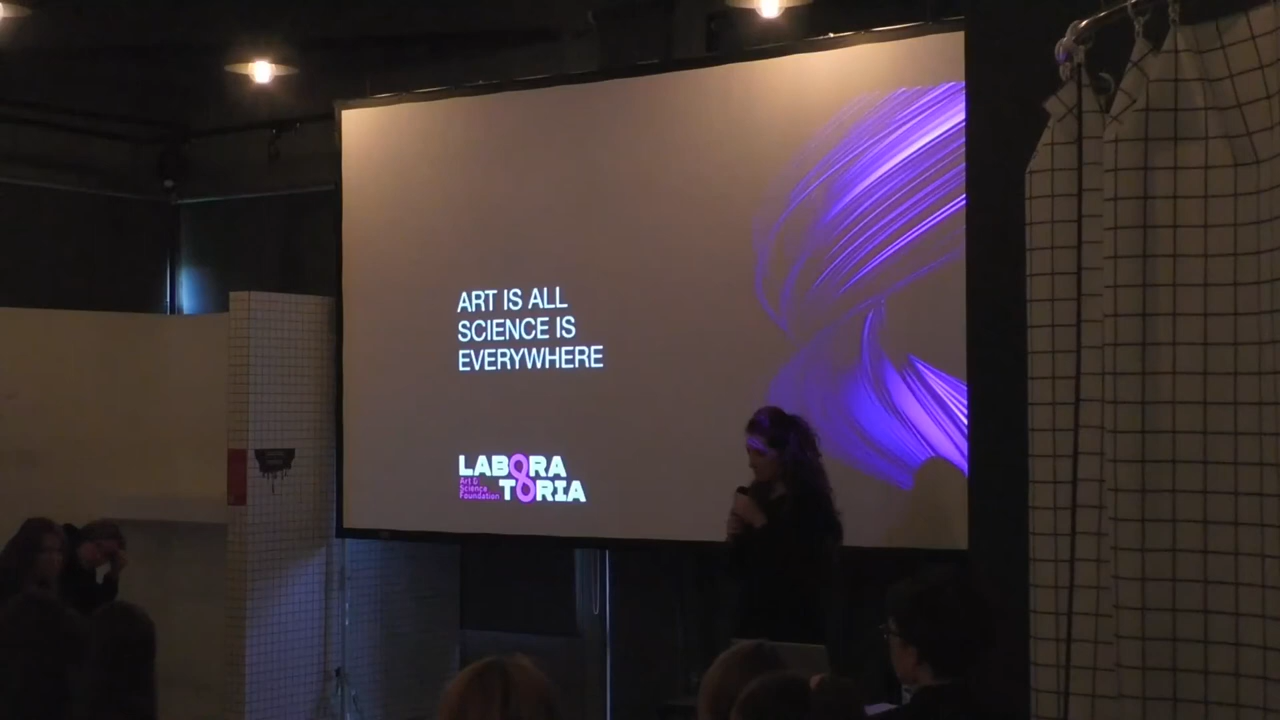 ART IS ALL
SCIENCE IS
EVERYWHERE
LABORA
TORIA
Art &
Science
Foundation